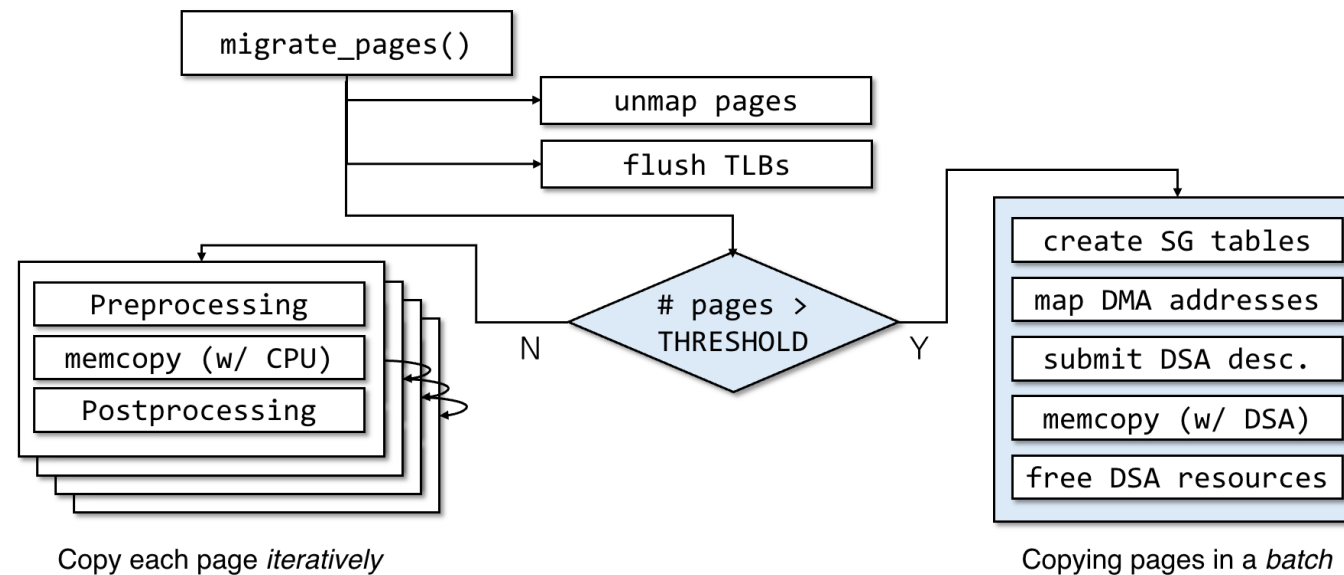 migrate_pages()
unmap pages
flush TLBs
# pages >
THRESHOLD
N
Y
Preprocessing
memcopy (w/ CPU)
Postprocessing
Copy each page iteratively
create SG tables
map DMA addresses
submit DSA desc.
memcopy (w/ DSA)
free DSA resources
Copying pages in a batch